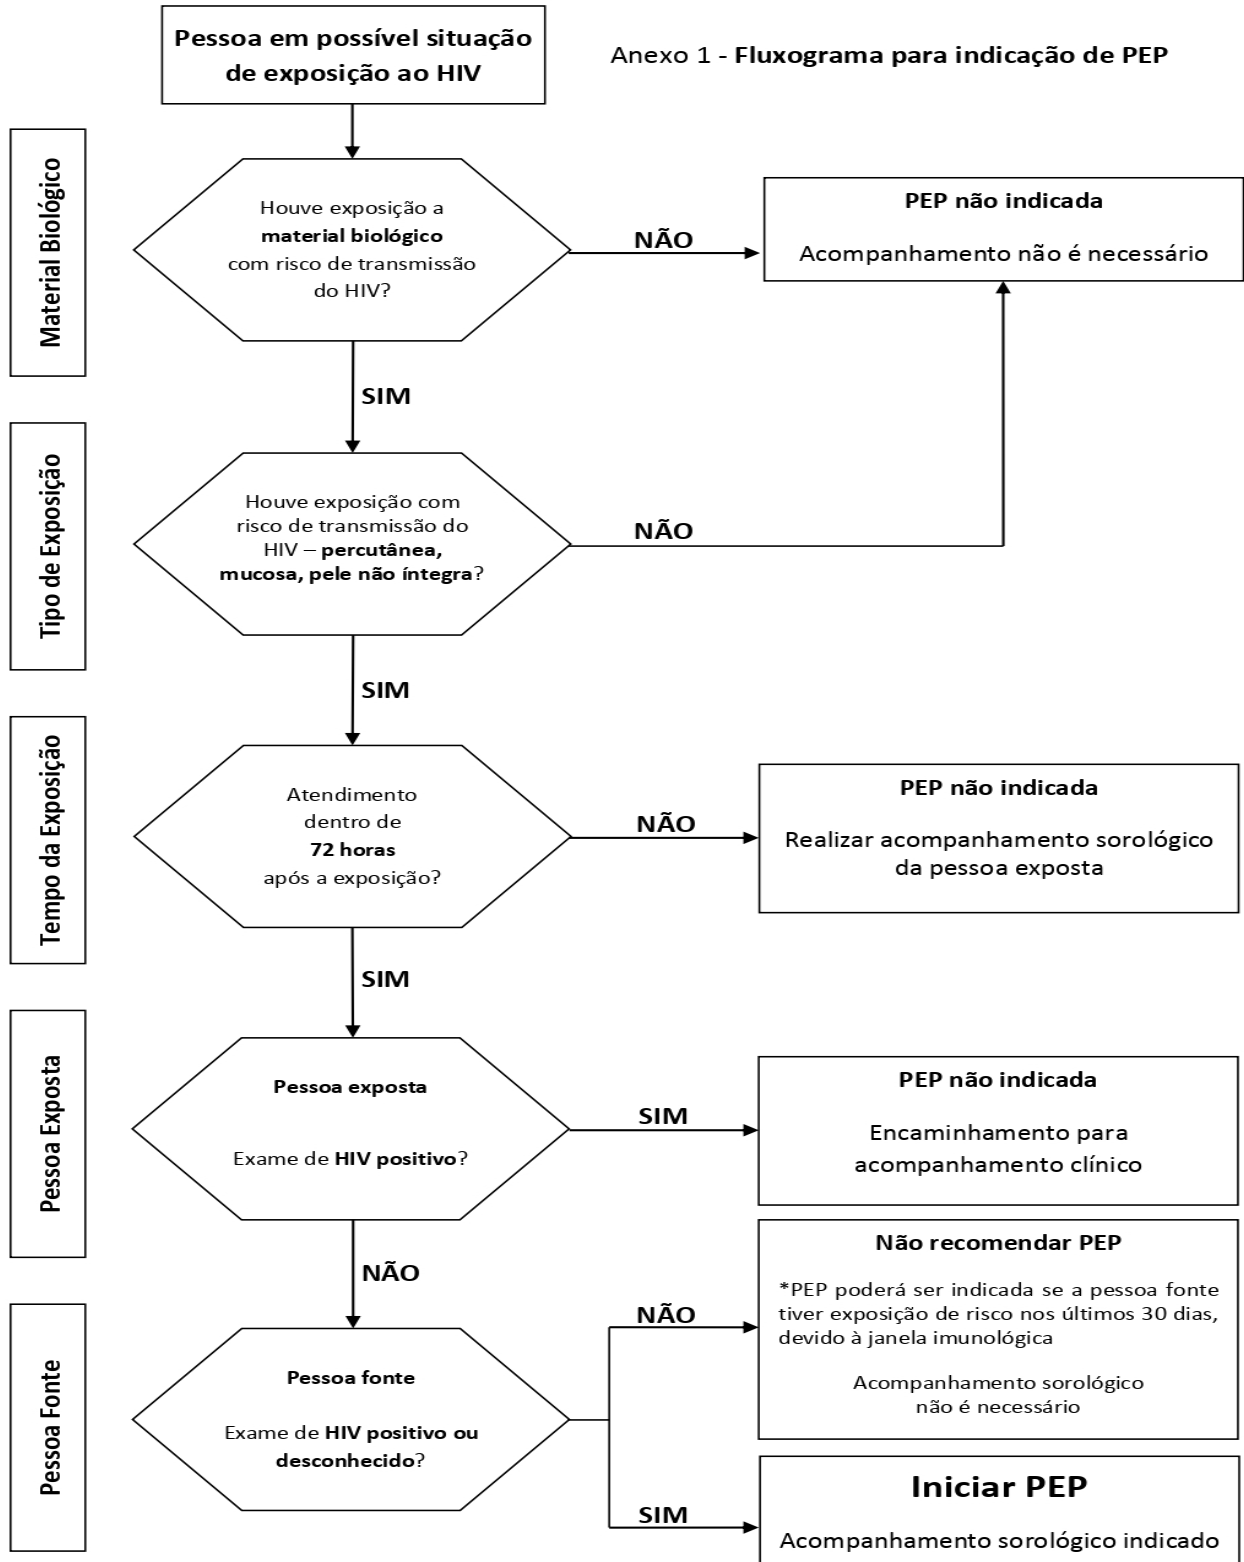 Pessoa em possível situação
de exposição ao HIV
Anexo 1 - Fluxograma para indicação de PEP
Material Biológico
Houve exposição a
material biológico
com risco de transmissão
do HIV?
NÃO
PEP não indicada
Acompanhamento não é necessário
SIM
Tipo de Exposição
Houve exposição com
risco de transmissão do
HIV – percutânea,
mucosa, pele não íntegra?
NÃO
SIM
Tempo da Exposição
Atendimento
dentro de
72 horas
após a exposição?
NÃO
PEP não indicada
Realizar acompanhamento sorológico
da pessoa exposta
SIM
Pessoa Exposta
Pessoa exposta
Exame de HIV positivo?
SIM
PEP não indicada
Encaminhamento para
acompanhamento clínico
NÃO
Pessoa Fonte
Pessoa fonte
Exame de HIV positivo ou
desconhecido?
NÃO
Não recomendar PEP
*PEP poderá ser indicada se a pessoa fonte
tiver exposição de risco nos últimos 30 dias,
devido à janela imunológica
Acompanhamento sorológico
não é necessário
SIM
Iniciar PEP
Acompanhamento sorológico indicado